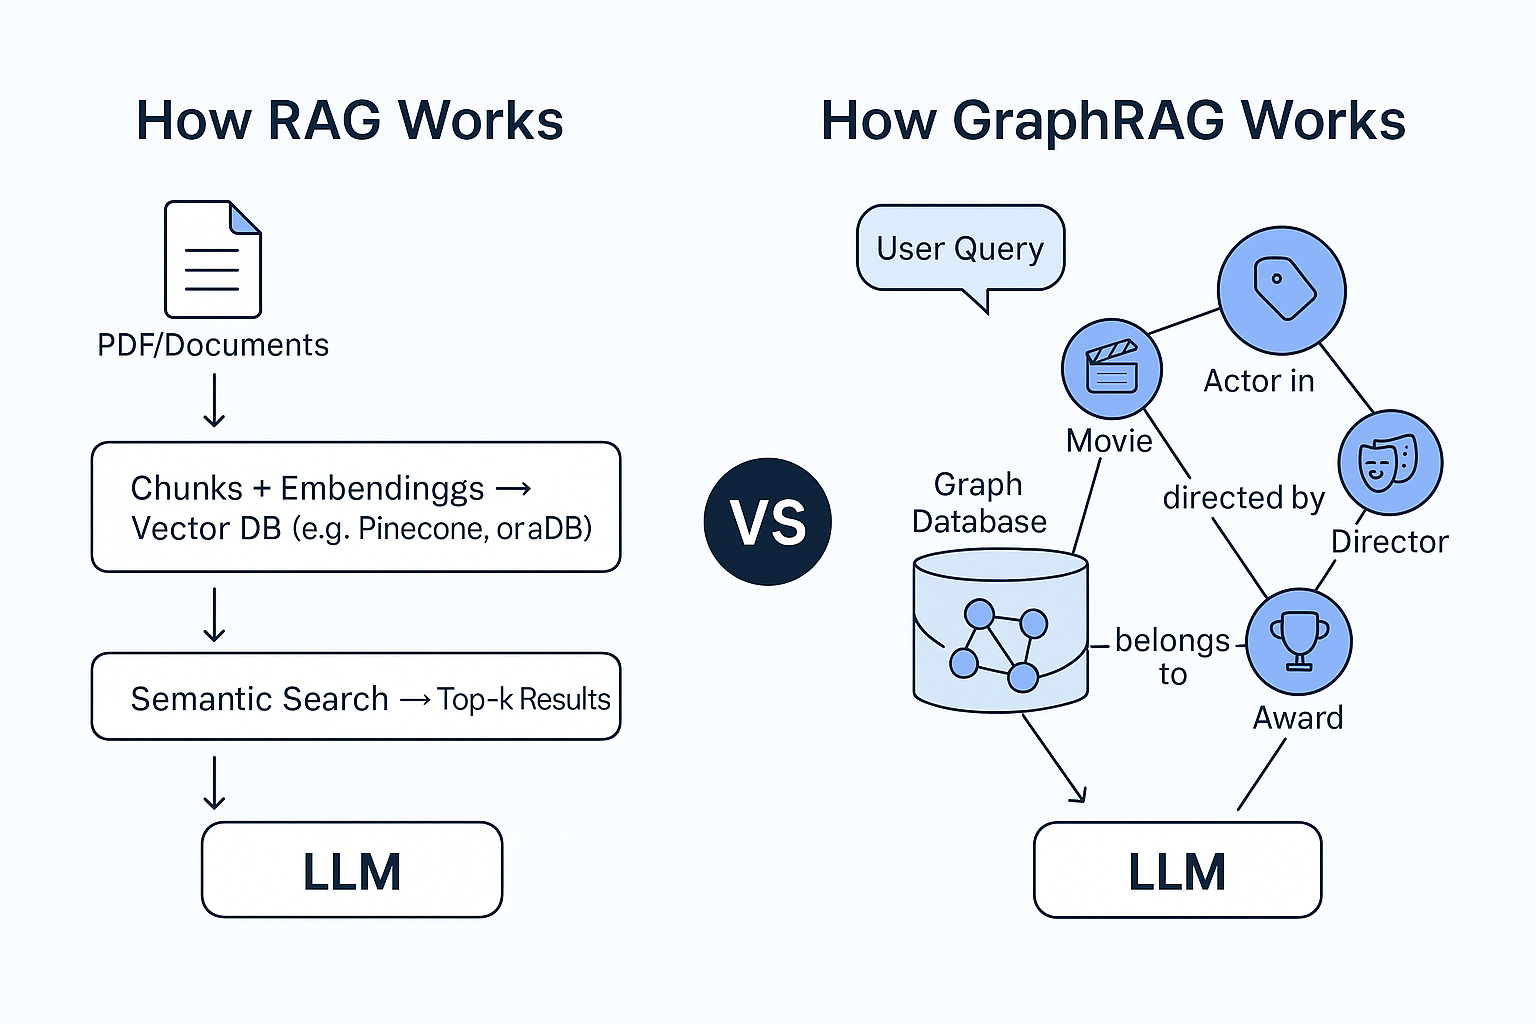 How RAG Works
PDF/Documents
Chunks + Embendinggs →
Vector DB (e.g. Pinecone, oraDB)
Semantic Search → Top-k Results
LLM
VS
How GraphRAG Works
User Query
Actor in
Movie
Graph
Database
directed by
Director
belongs
to
Award
LLM